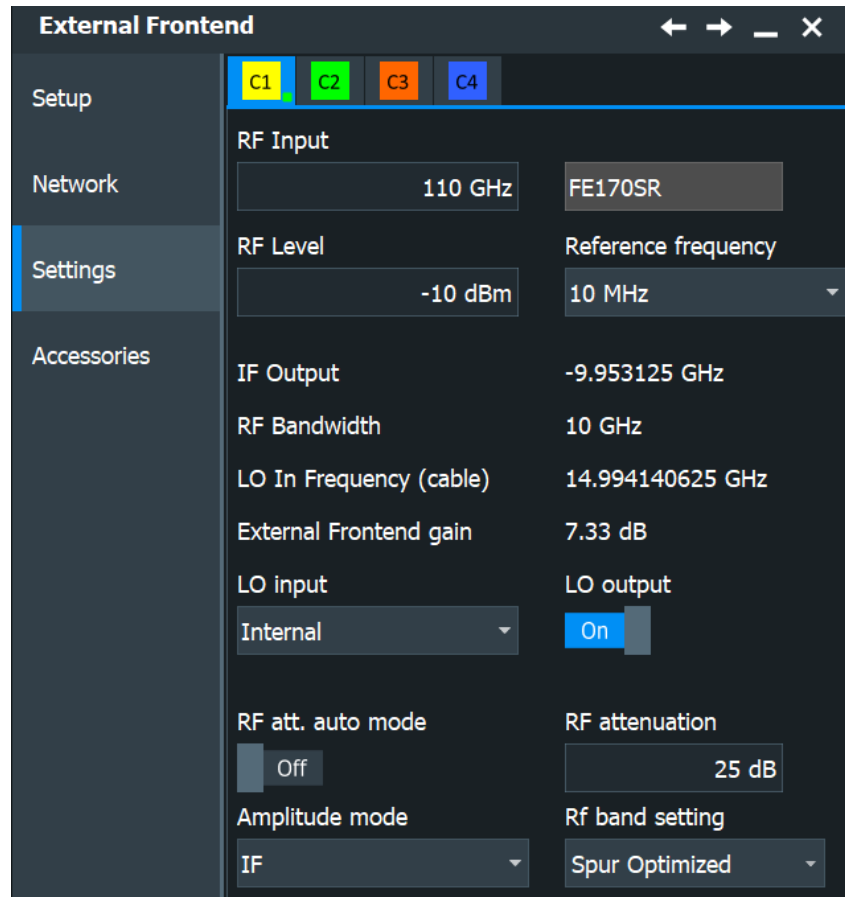 External Frontend
Setup
Network
Settings
Accessories
C1 C2 C3 C4
RF Input
110 GHz FE170SR
RF Level Reference frequency
-10 dBm 10 MHz
IF Output -9.953125 GHz
RF Bandwidth 10 GHz
LO In Frequency (cable) 14.994140625 GHz
External Frontend gain 7.33 dB
LO input LO output
Internal On
RF att. auto mode RF attenuation
Off 25 dB
Amplitude mode Rf band setting
IF Spur Optimized